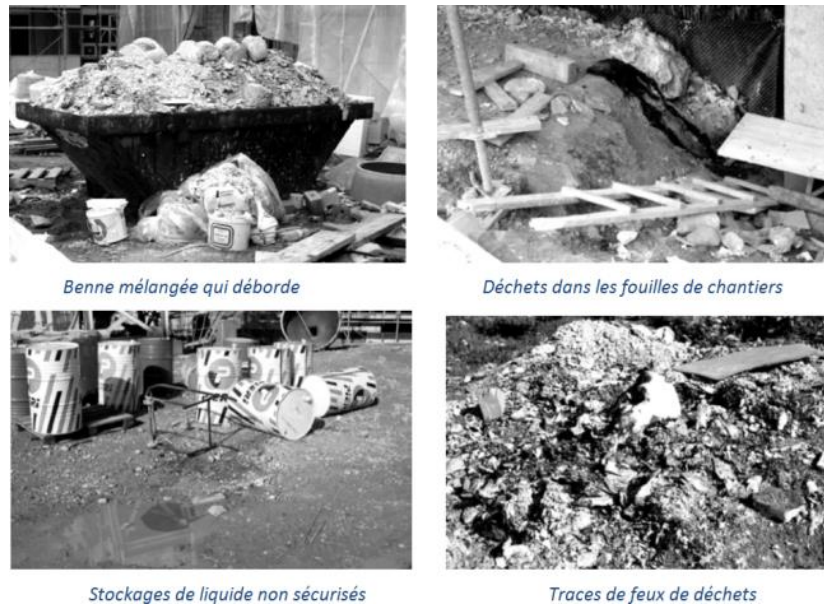 Benne mélangée qui déborde
Déchets dans les fouilles de chantiers
Stockages de liquide non sécurisés
Traces de feux de déchets